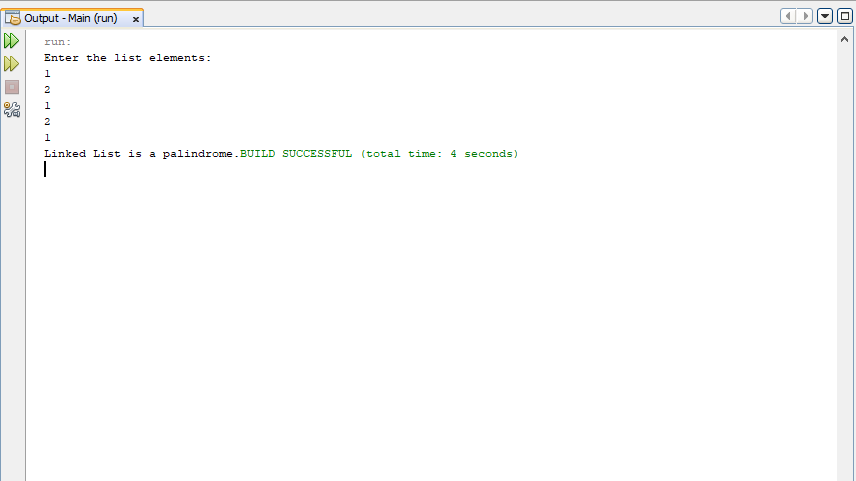 Output - Main (run)
run:
Enter the list elements:
1
2
1
2
1
Linked List is a palindrome.BUILD SUCCESSFUL (total time: 4 seconds)